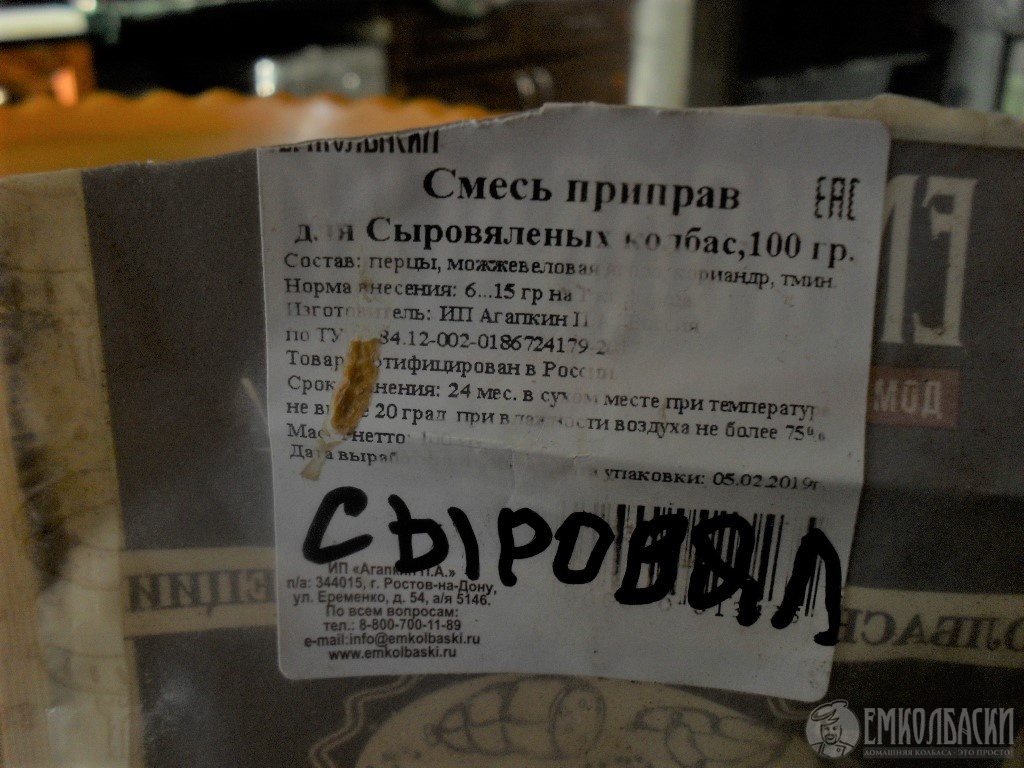 Смесь приправ
EAC
для Сыровяленых колбас,100 гр.
Состав: перцы, можжевеловая кориандр, тмин.
Норма внесения: 6...15 гр на
Изготовитель: ИП Агапкин П
по ТУ 84.12-002-0186724179-2
Товар сертифицирован в России
Срок хранения: 24 мес. в сухом месте при температуре
не выше 20 град. при влажности воздуха не более 75%
Масса нетто:
Дата выработки упаковки: 05.02.2019г
СЫРОВЯЛ
ИП «Агапкин П.А.»
п/а: 344015, г. Ростов-на-Дону,
ул. Еременко, д. 54, а/я 5146.
По всем вопросам:
тел.: 8-800-700-11-89
e-mail:info@emkolbaski.ru
www.emkolbaski.ru
ЕМКОЛБАСКИ
ДОМАШНЯЯ КОЛБАСА - ЭТО ПРОСТО!